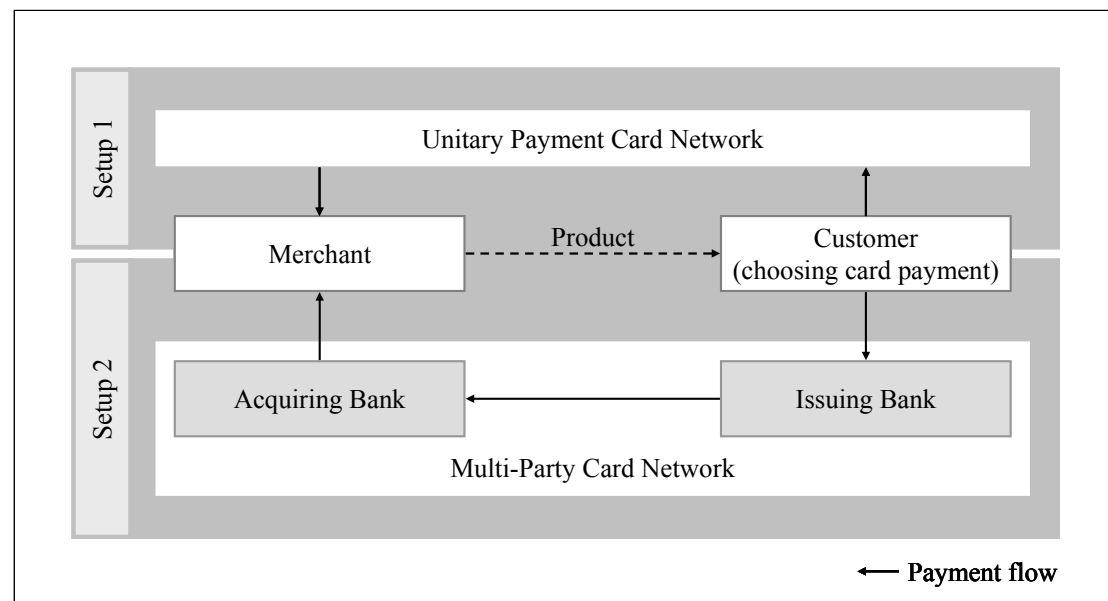 Setup 1
Unitary Payment Card Network
Merchant
Product
Customer
(choosing card payment)
Setup 2
Acquiring Bank
Issuing Bank
Multi-Party Card Network
Payment flow